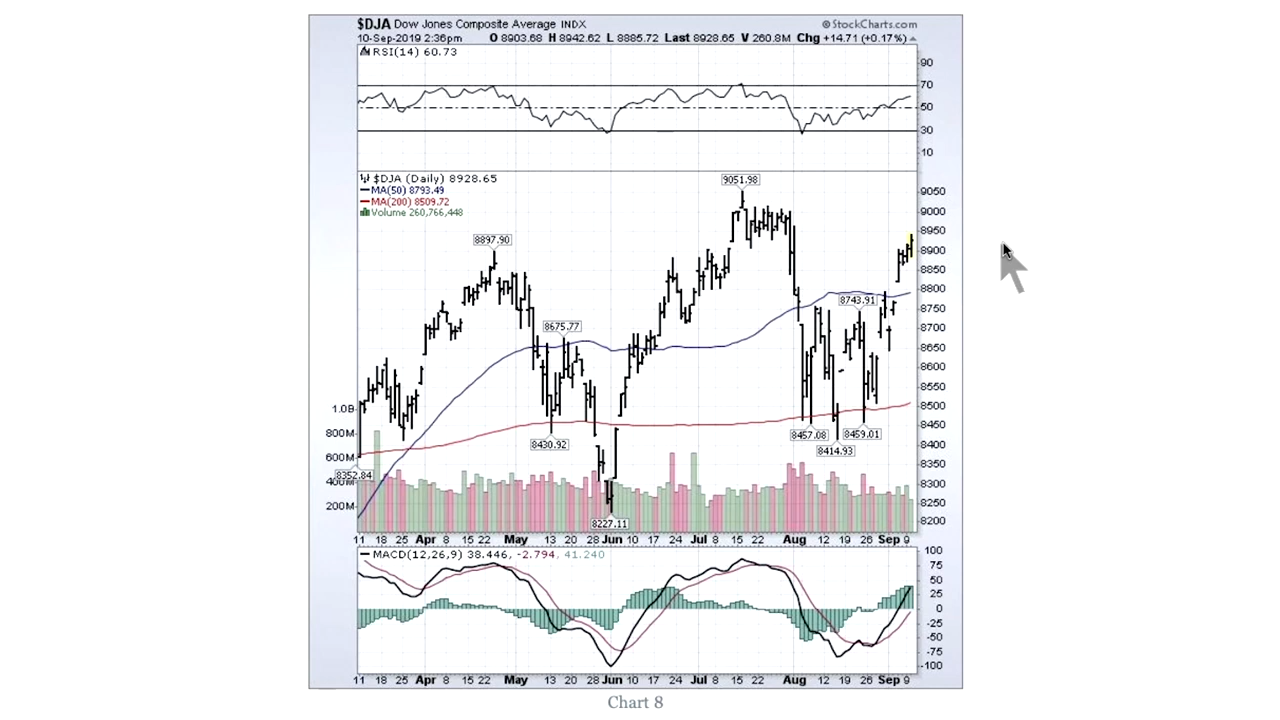 $DJA Dow Jones Composite Average INDX ⊕StockCharts.com
10-Sep-2019 2:36pm O 8903.68 H 8942.62 L 8885.72 Last 8928.65 V 260.8M Chg +14.71 (+0.17%)
RSI(14) 60.73
90
70
50
30
10
$DJA (Daily) 8928.65
MA(50) 8793.49
MA(200) 8509.72
Volume 260,766,448
9051.98
8897.90
8675.77
8743.91
8430.92
8457.08
8459.01
8414.93
8352.84
8227.11
9050
9000
8950
8900
8850
8800
8750
8700
8650
8600
8550
8500
8450
8400
8350
8300
8250
8200
1.0B
800M
600M
400M
200M
11 18 25 Apr 8 15 22 May 13 20 28 Jun 10 17 24 Jul 8 15 22 Aug 12 19 26 Sep 9
MACD(12,26,9) 38.446, -2.794, 41.240
100
75
50
25
0
-25
-50
-75
-100
11 18 25 Apr 8 15 22 May 13 20 28 Jun 10 17 24 Jul 8 15 22 Aug 12 19 26 Sep 9
Chart 8